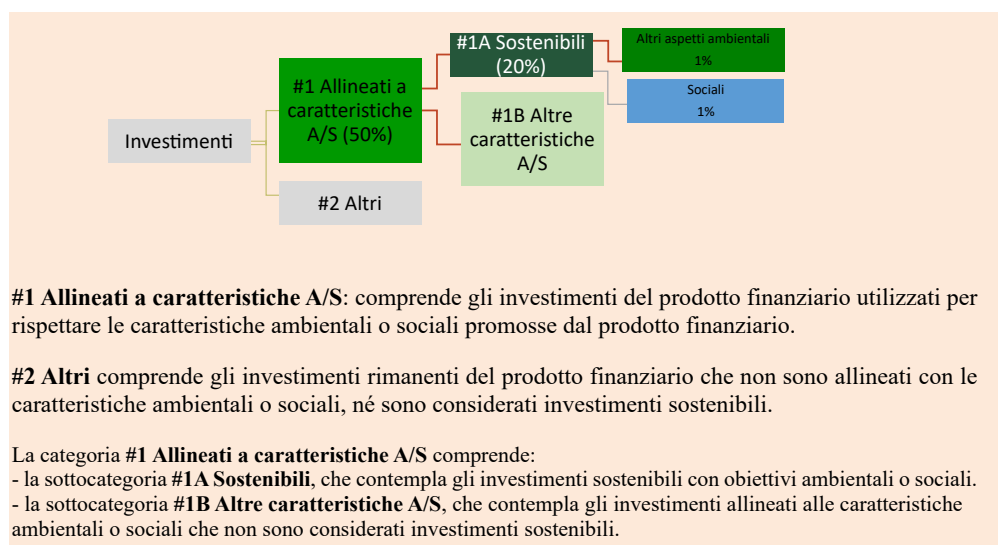 Investimenti
#1 Allineati a
caratteristiche
A/S (50%)
#2 Altri
#1A Sostenibili
(20%)
#1B Altre
caratteristiche
A/S
Altri aspetti ambientali
1%
Sociali
1%
#1 Allineati a caratteristiche A/S: comprende gli investimenti del prodotto finanziario utilizzati per
rispettare le caratteristiche ambientali o sociali promosse dal prodotto finanziario.
#2 Altri comprende gli investimenti rimanenti del prodotto finanziario che non sono allineati con le
caratteristiche ambientali o sociali, né sono considerati investimenti sostenibili.
La categoria #1 Allineati a caratteristiche A/S comprende:
- la sottocategoria #1A Sostenibili, che contempla gli investimenti sostenibili con obiettivi ambientali o sociali.
- la sottocategoria #1B Altre caratteristiche A/S, che contempla gli investimenti allineati alle caratteristiche
ambientali o sociali che non sono considerati investimenti sostenibili.